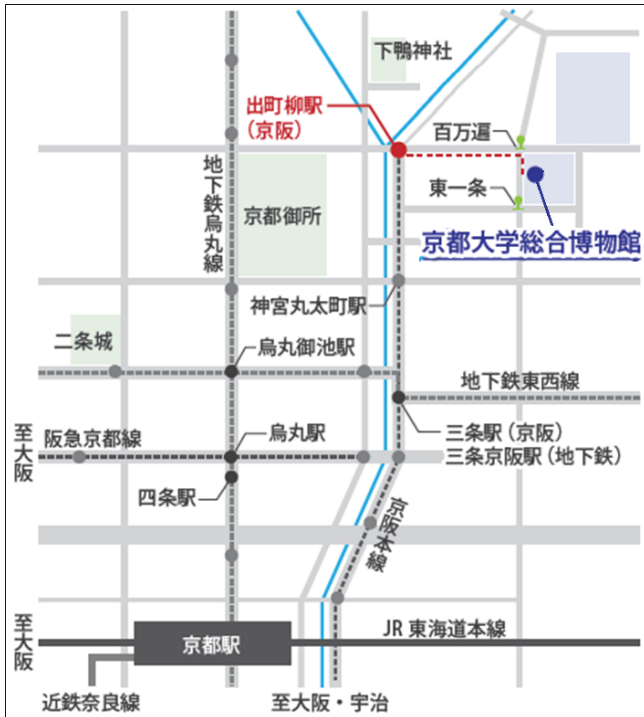 下鴨神社
出町柳駅
(京阪)
百万遍
地下鉄烏丸線
京都御所
東一条
京都大学総合博物館
神宮丸太町駅
二条城
烏丸御池駅
地下鉄東西線
至大阪
阪急京都線
烏丸駅
三条駅(京阪)
三条京阪駅(地下鉄)
四条駅
京阪本線
至大阪
京都駅
JR 東海道本線
近鉄奈良線
至大阪・宇治